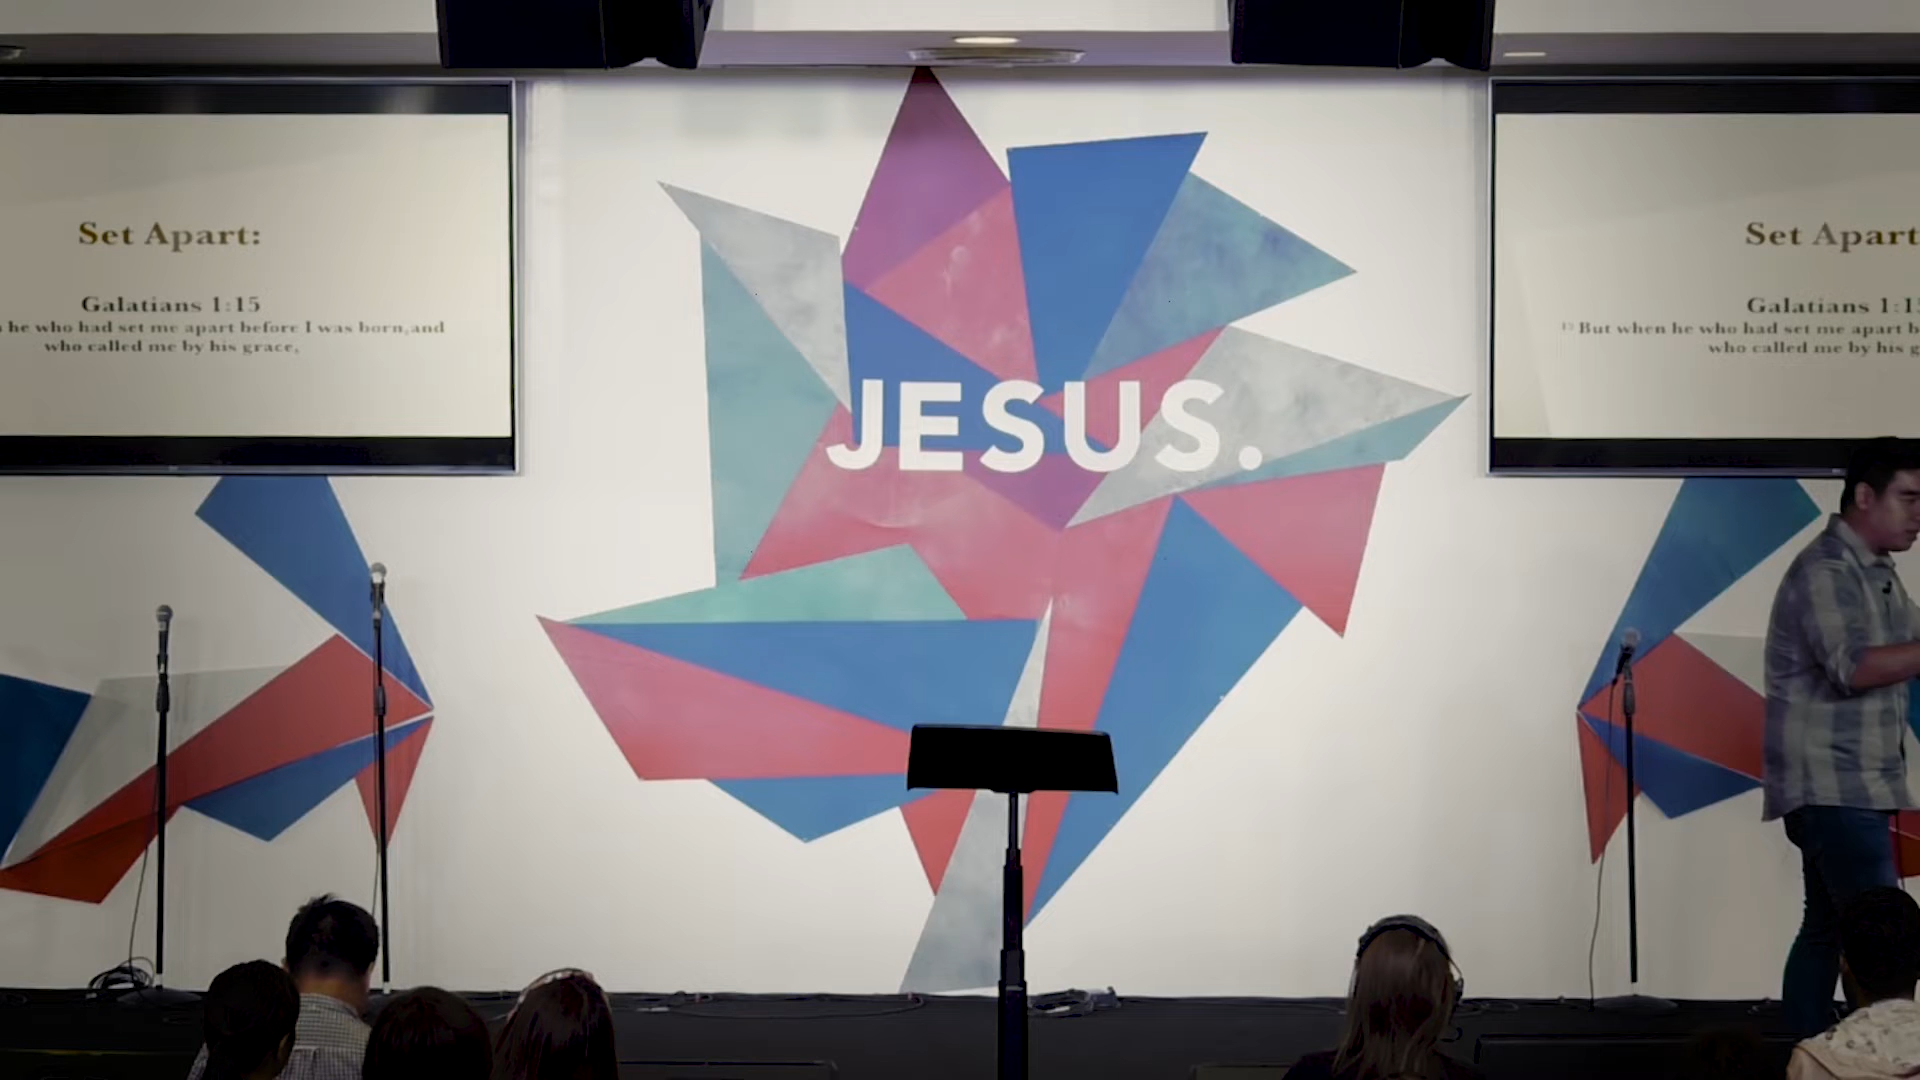 Set Apart:
Galatians 1:15
he who had set me apart before I was born, and
who called me by his grace,
JESUS.
Set Apart
Galatians 1:15
15 But when he who had set me apart b
who called me by his g